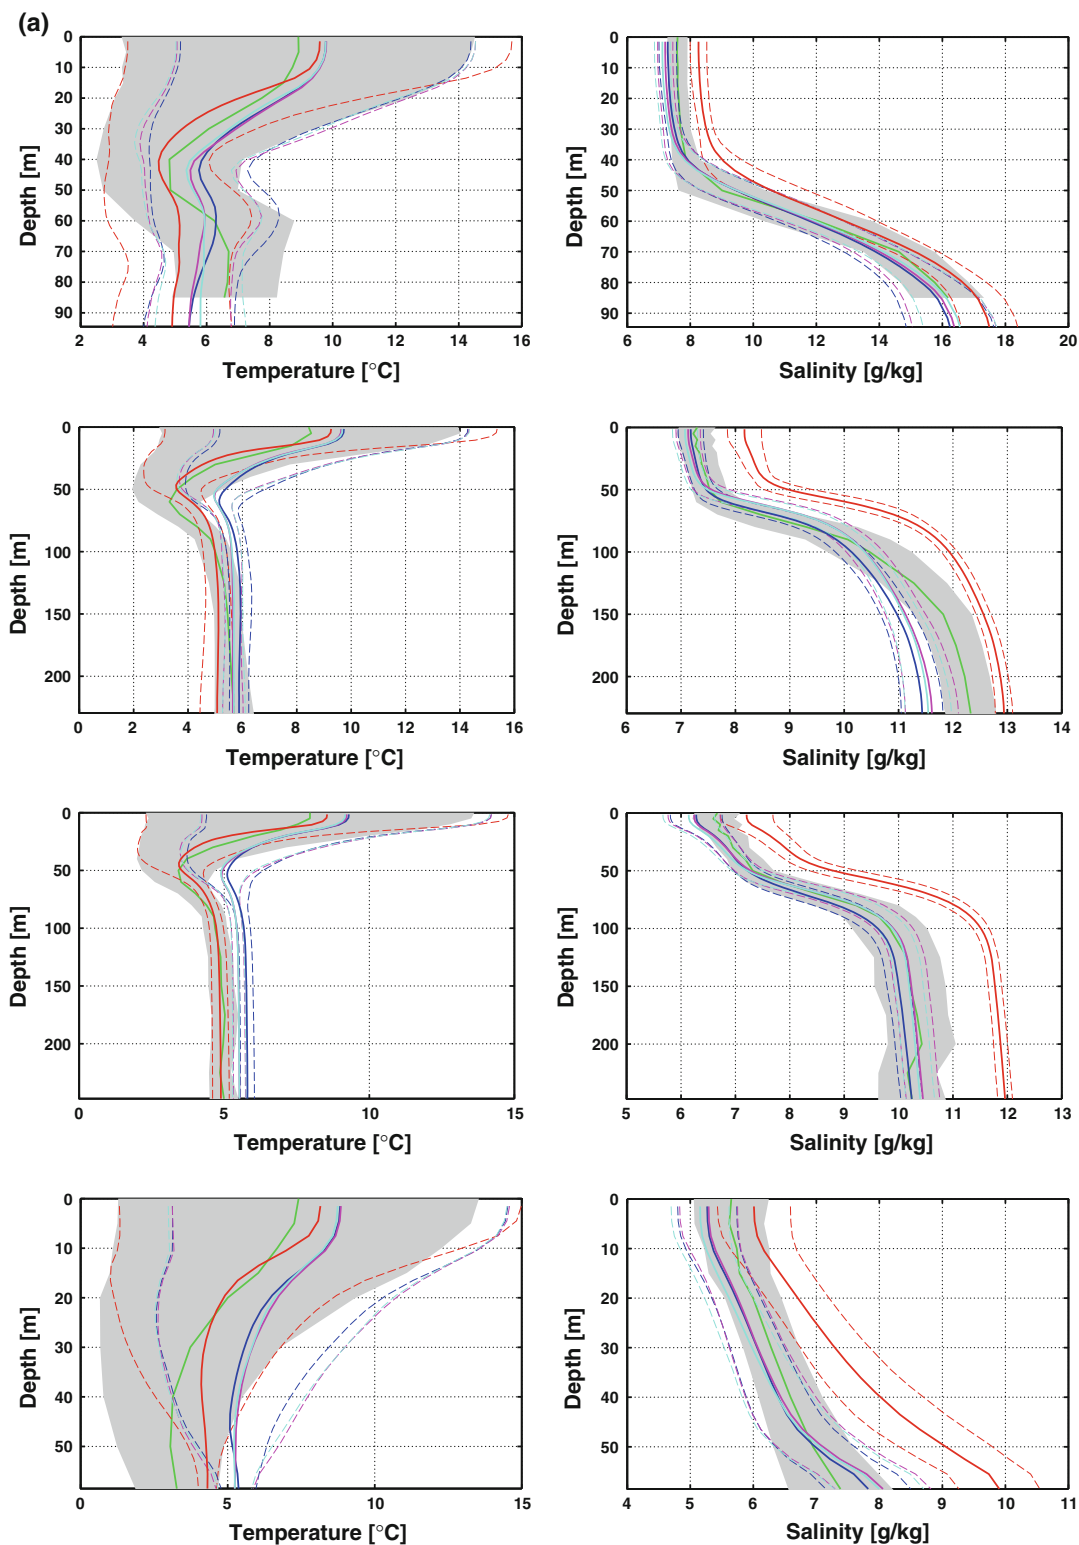 (a)
0
10
20
30
40
50
60
70
80
90
Depth [m]
2 4 6 8 10 12 14 16
Temperature [°C]
0
10
20
30
40
50
60
70
80
90
Depth [m]
6 8 10 12 14 16 18 20
Salinity [g/kg]
0
50
100
150
200
Depth [m]
0 2 4 6 8 10 12 14 16
Temperature [°C]
0
50
100
150
200
Depth [m]
6 7 8 9 10 11 12 13 14
Salinity [g/kg]
0
50
100
150
200
Depth [m]
0 5 10 15
Temperature [°C]
0
50
100
150
200
Depth [m]
5 6 7 8 9 10 11 12 13
Salinity [g/kg]
0
10
20
30
40
50
Depth [m]
0 5 10 15
Temperature [°C]
0
10
20
30
40
50
Depth [m]
4 5 6 7 8 9 10 11
Salinity [g/kg]